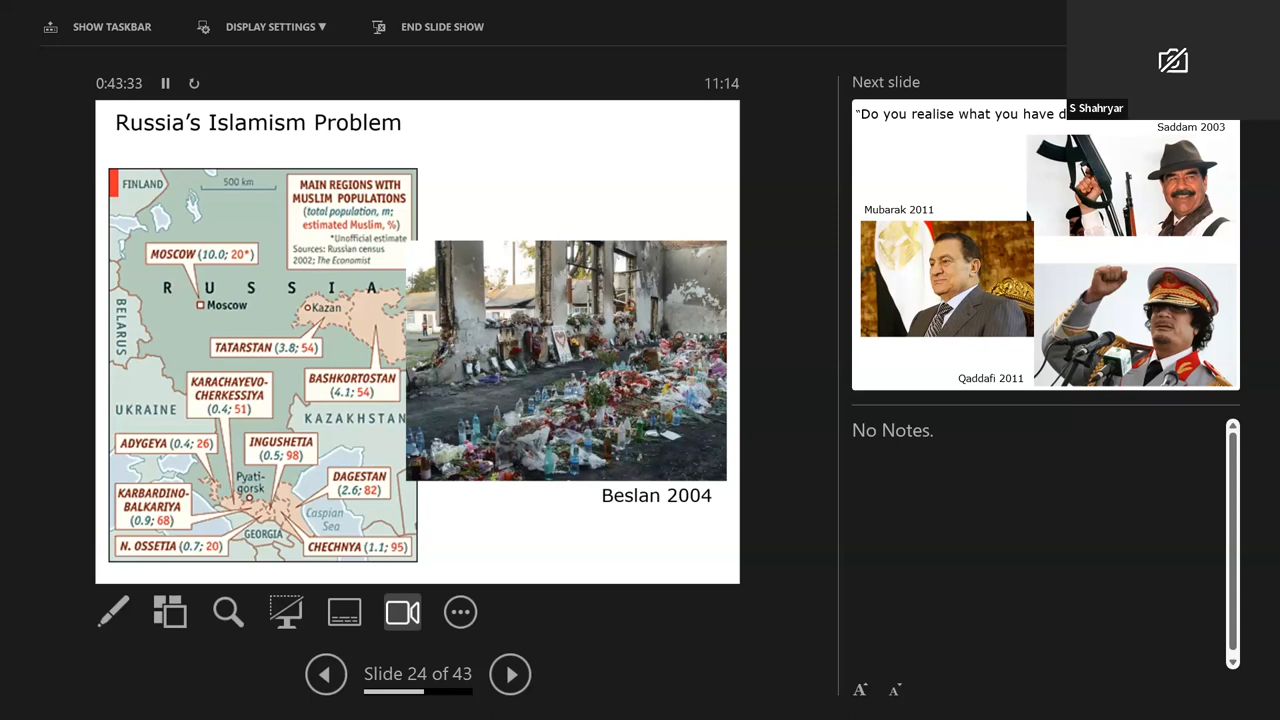 SHOW TASKBAR
DISPLAY SETTINGS ▼
END SLIDE SHOW
0:43:33
11:14
Next slide
S Shahryar
Russia's Islamism Problem
FINLAND
500 km
MAIN REGIONS WITH
MUSLIM POPULATIONS
(total population, m;
estimated Muslim, %)
*Unofficial estimate
Sources: Russian census
2002; The Economist
MOSCOW (10.0; 20*)
RUSSIA
Moscow
Kazan
BELARUS
TATARSTAN (3.8; 54)
KARACHAYEVO-
CHERKESSIYA
(0.4; 51)
BASHKORTOSTAN
(4.1; 54)
UKRAINE
KAZAKHSTAN
ADYGEYA (0.4; 26)
INGUSHETIA
(0.5; 98)
Pyati-
gorsk
DAGESTAN
(2.6; 82)
KARBARDINO-
BALKARIYA
(0.9; 68)
Caspian
Sea
GEORGIA
N. OSSETIA (0.7; 20)
CHECHNYA (1.1; 95)
Beslan 2004
"Do you realise what you have d
Saddam 2003
Mubarak 2011
Qaddafi 2011
No Notes.
Slide 24 of 43
A A